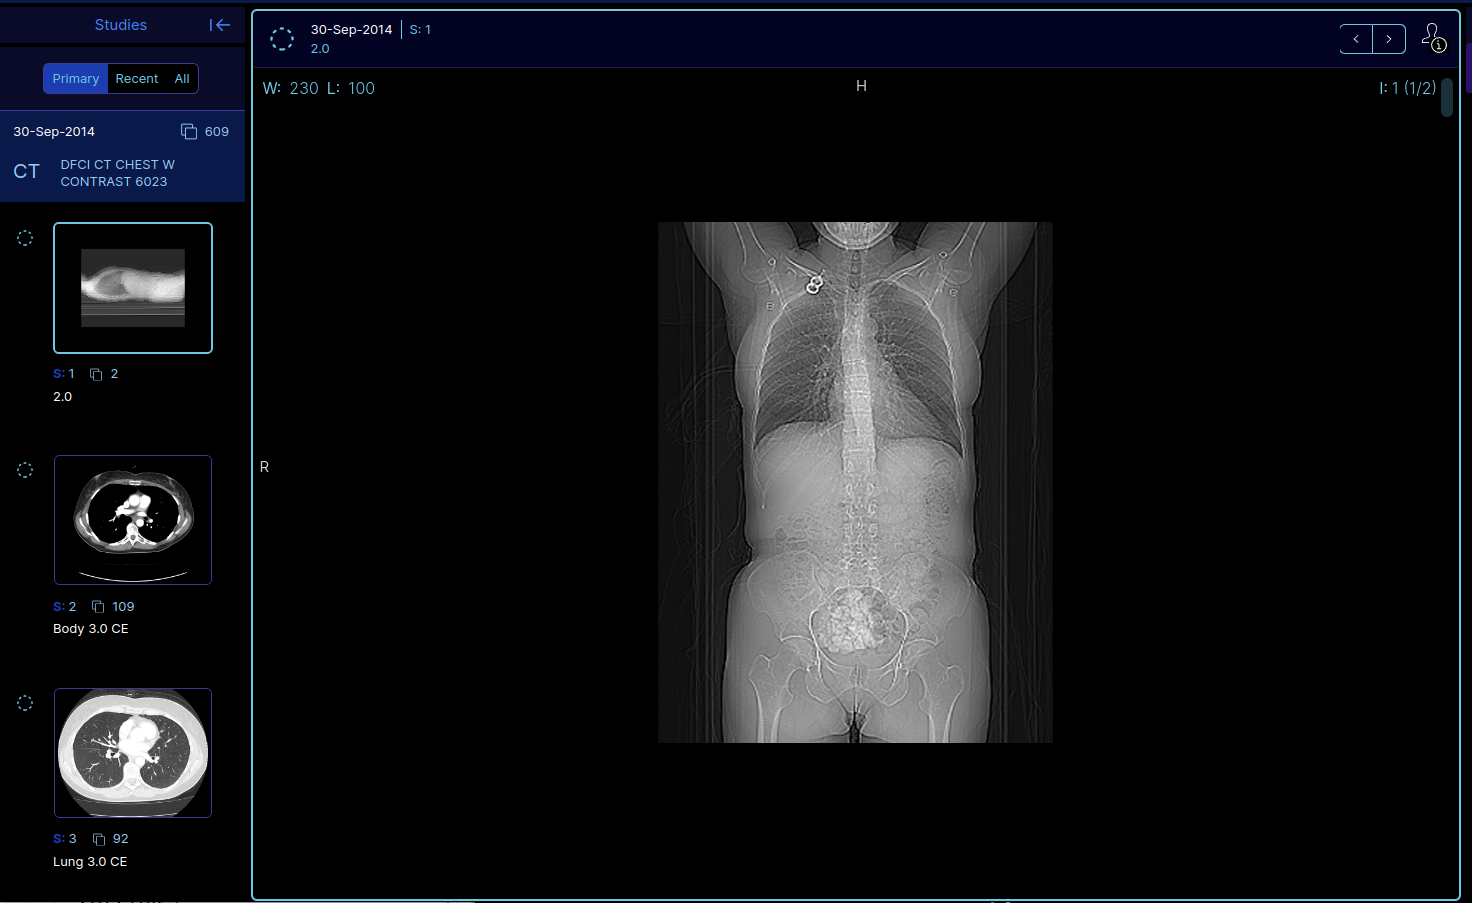 Studies
Primary Recent All
30-Sep-2014 609
CT DFCI CT CHEST W
CONTRAST 6023
S: 1 2
2.0
S: 2 109
Body 3.0 CE
S: 3 92
Lung 3.0 CE
30-Sep-2014 S: 1
2.0
W: 230 L: 100
H
I: 1 (1/2)
R